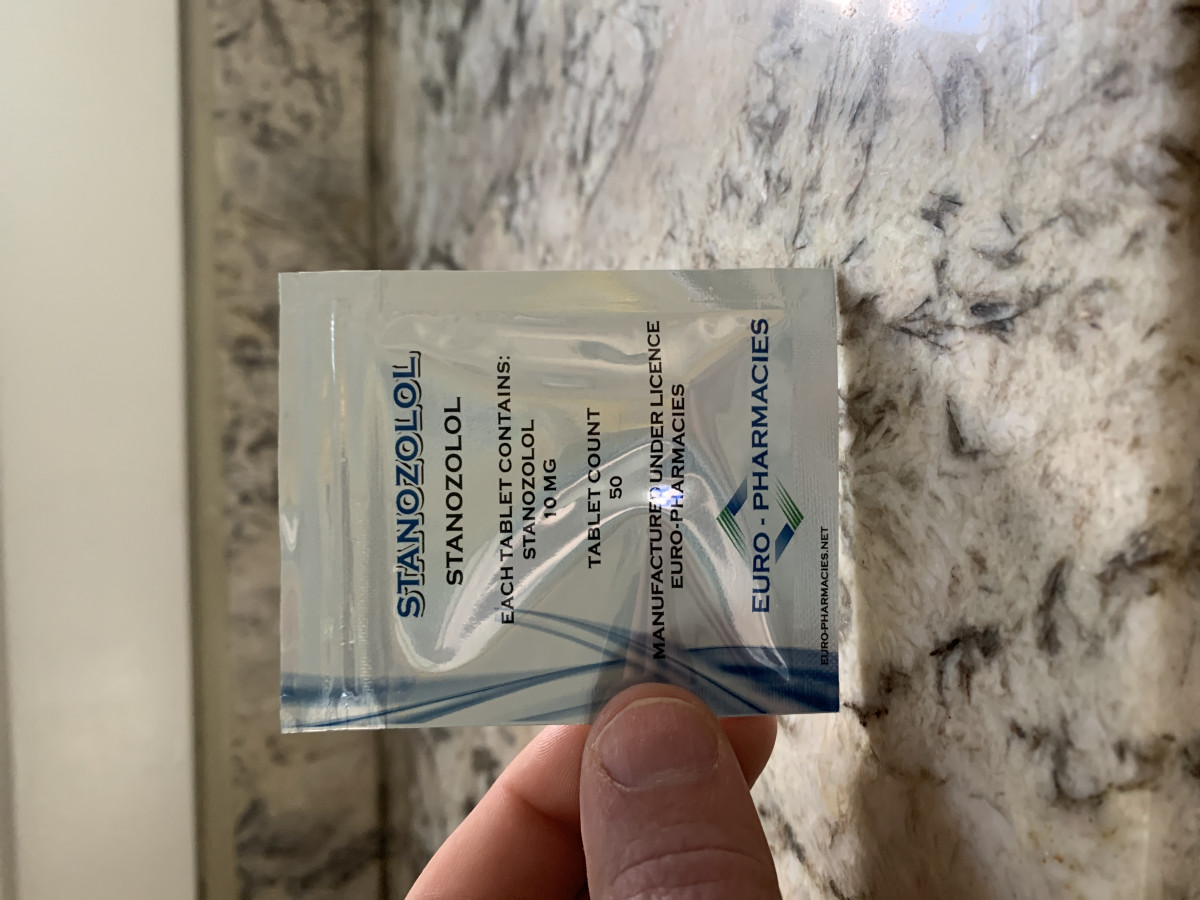 STANOZOLOL
STANOZOLOL
EACH TABLET CONTAINS:
STANOZOLOL
10 MG
TABLET COUNT
50
MANUFACTURED UNDER LICENCE
EURO-PHARMACIES
EURO - PHARMACIES
EURO-PHARMACIES.NET